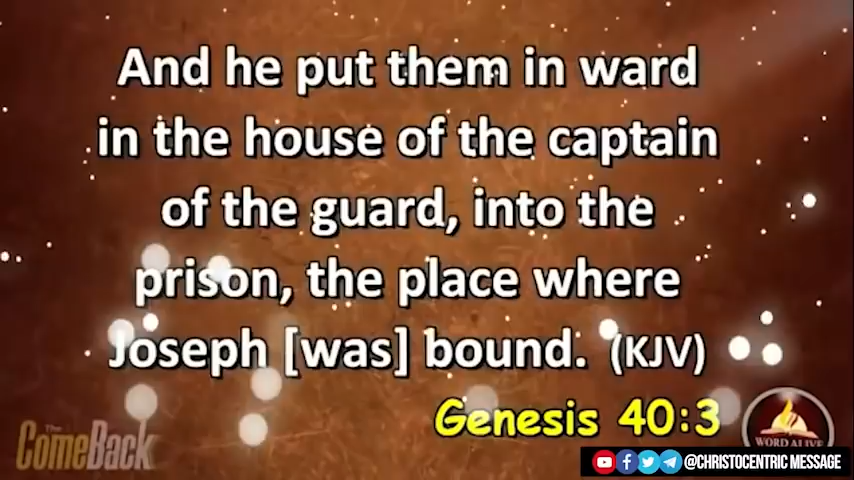 And he put them in ward
in the house of the captain
of the guard, into the
prison, the place where
Joseph [was] bound. (KJV)
Genesis 40:3
The
ComeBack
WORD ALIVE
@CHRISTOCENTRIC MESSAGE